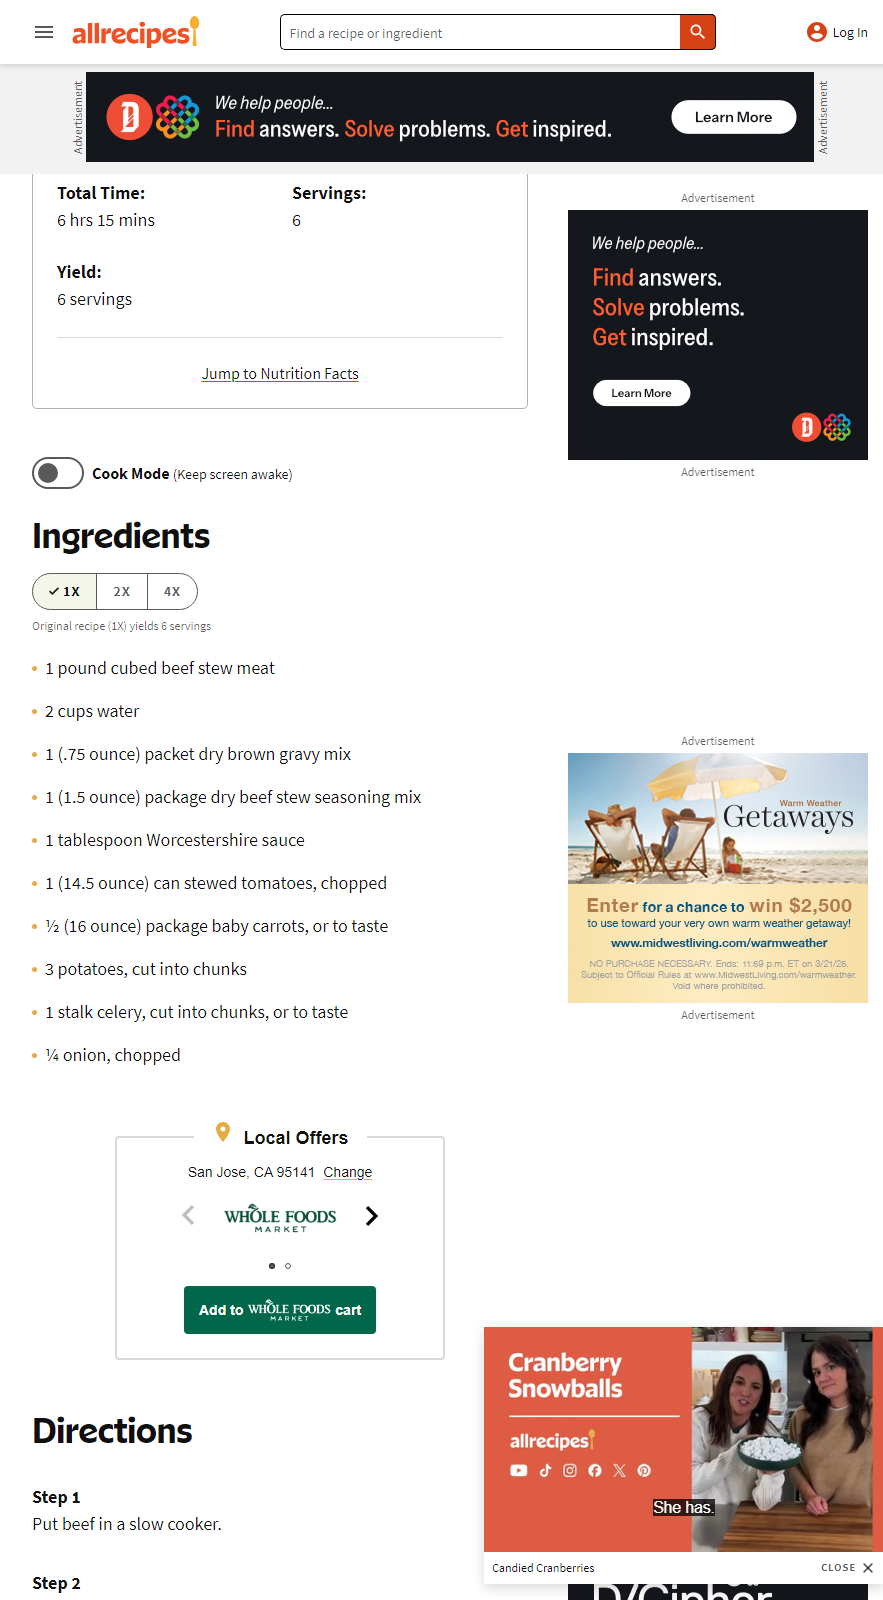 allrecipes
Find a recipe or ingredient
Log In
Advertisement
We help people...
Find answers. Solve problems. Get inspired.
Learn More
Advertisement
Total Time:
6 hrs 15 mins
Servings:
6
Yield:
6 servings
Jump to Nutrition Facts
Advertisement
We help people...
Find answers.
Solve problems.
Get inspired.
Learn More
Advertisement
Cook Mode (Keep screen awake)
Ingredients
1X
2X
4X
Original recipe (1X) yields 6 servings
1 pound cubed beef stew meat
2 cups water
1 (.75 ounce) packet dry brown gravy mix
1 (1.5 ounce) package dry beef stew seasoning mix
1 tablespoon Worcestershire sauce
1 (14.5 ounce) can stewed tomatoes, chopped
½ (16 ounce) package baby carrots, or to taste
3 potatoes, cut into chunks
1 stalk celery, cut into chunks, or to taste
¼ onion, chopped
Advertisement
Warm Weather
Getaways
Enter for a chance to win $2,500
to use toward your very own warm weather getaway!
www.midwestliving.com/warmweather
NO PURCHASE NECESSARY. Ends: 11:59 p.m. ET on 3/21/26.
Subject to Official Rules at www.MidwestLiving.com/warmweather.
Void where prohibited.
Advertisement
Local Offers
San Jose, CA 95141 Change
WHOLE FOODS
MARKET
Add to WHOLE FOODS MARKET cart
Directions
Step 1
Put beef in a slow cooker.
Step 2
Cranberry
Snowballs
allrecipes
She has.
Candied Cranberries
CLOSE
D/Cipher